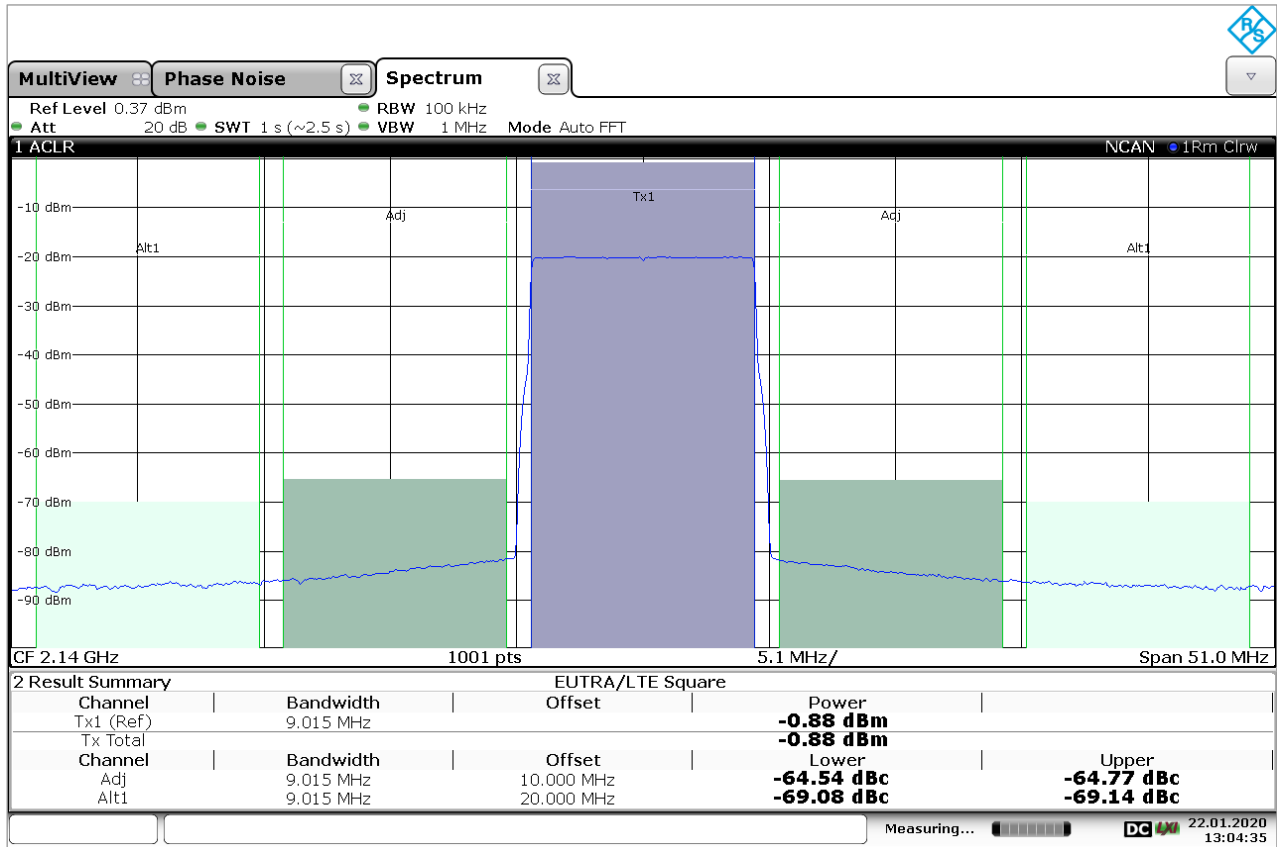 R&S
MultiView Phase Noise Spectrum
Ref Level 0.37 dBm RBW 100 kHz
Att 20 dB SWT 1 s (~2.5 s) VBW 1 MHz Mode Auto FFT
1 ACLR NCAN 1Rm Clrw
Tx1
-10 dBm
Adj Adj
Alt1 Alt1
-20 dBm
-30 dBm
-40 dBm
-50 dBm
-60 dBm
-70 dBm
-80 dBm
-90 dBm
CF 2.14 GHz 1001 pts 5.1 MHz/ Span 51.0 MHz
2 Result Summary EUTRA/LTE Square
Channel Bandwidth Offset Power
Tx1 (Ref) 9.015 MHz -0.88 dBm
Tx Total -0.88 dBm
Channel Bandwidth Offset Lower Upper
Adj 9.015 MHz 10.000 MHz -64.54 dBc -64.77 dBc
Alt1 9.015 MHz 20.000 MHz -69.08 dBc -69.14 dBc
Measuring... DC LXI 22.01.2020
13:04:35